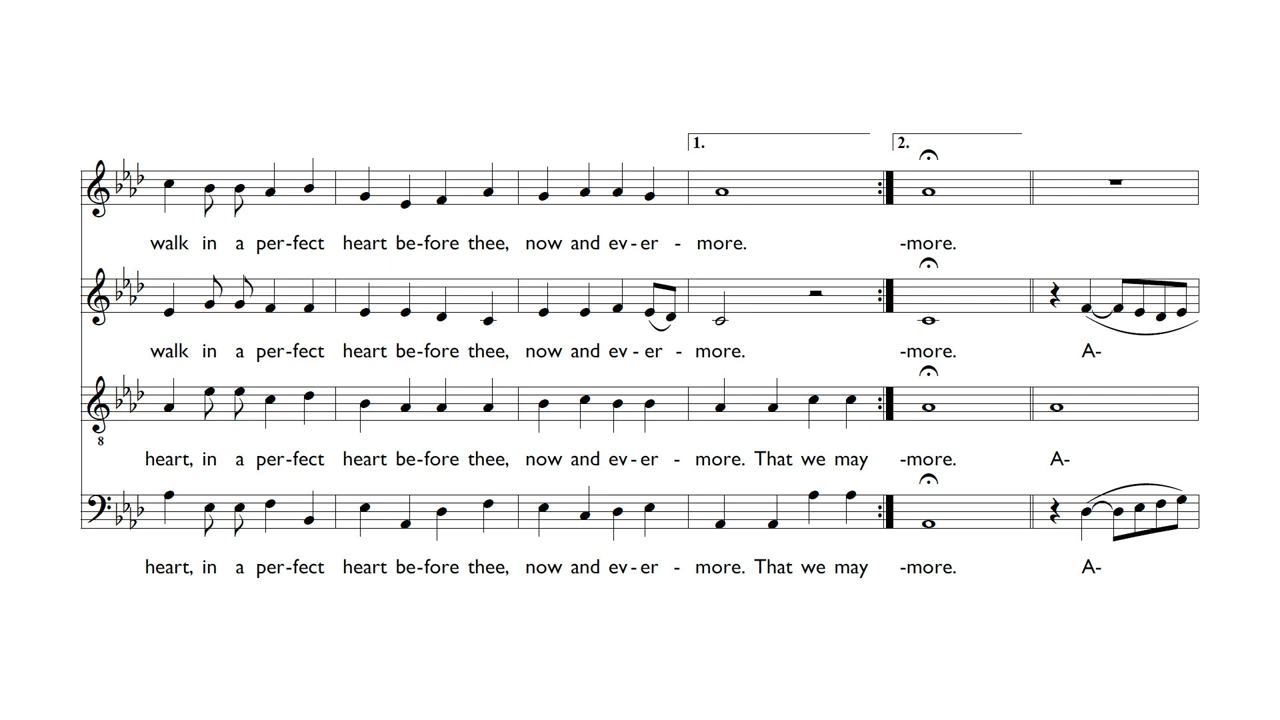 1. 2.
walk in a per-fect heart be-fore thee, now and ev-er - more. -more.
walk in a per-fect heart be-fore thee, now and ev-er - more. -more. A-
8
heart, in a per-fect heart be-fore thee, now and ev-er - more. That we may -more. A-
heart, in a per-fect heart be-fore thee, now and ev-er - more. That we may -more. A-